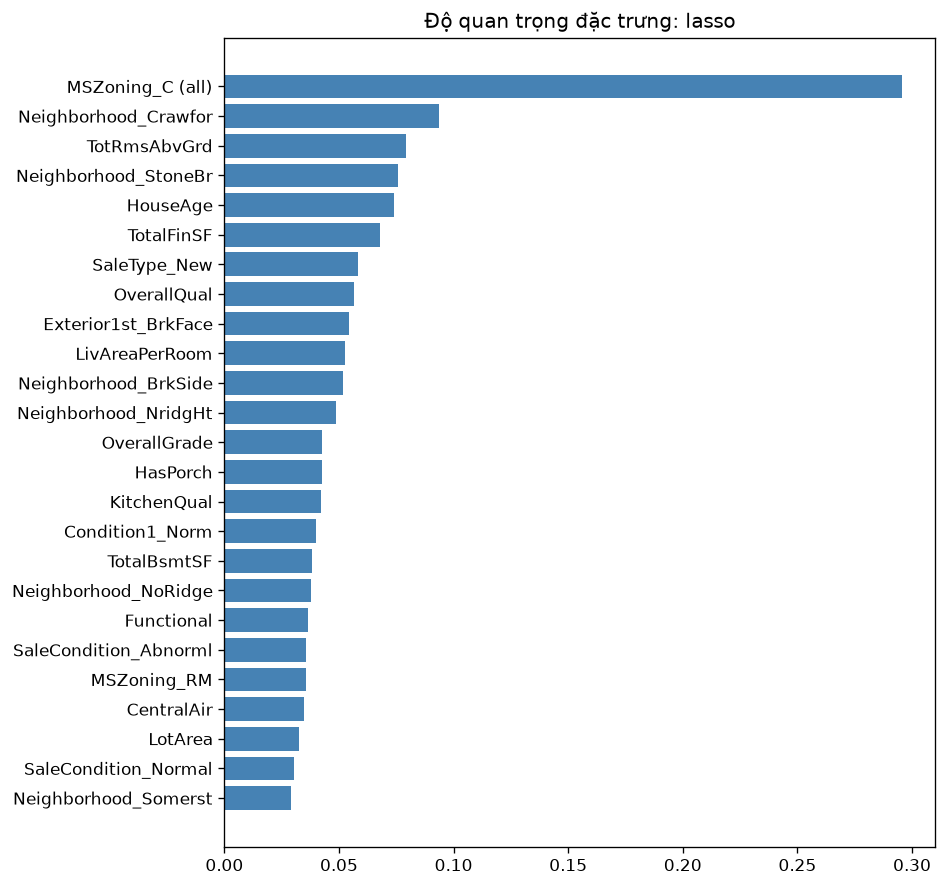 Độ quan trọng đặc trưng: lasso
MSZoning_C (all)
Neighborhood_Crawfor
TotRmsAbvGrd
Neighborhood_StoneBr
HouseAge
TotalFinSF
SaleType_New
OverallQual
Exterior1st_BrkFace
LivAreaPerRoom
Neighborhood_BrkSide
Neighborhood_NridgHt
OverallGrade
HasPorch
KitchenQual
Condition1_Norm
TotalBsmtSF
Neighborhood_NoRidge
Functional
SaleCondition_Abnorml
MSZoning_RM
CentralAir
LotArea
SaleCondition_Normal
Neighborhood_Somerst
0.00 0.05 0.10 0.15 0.20 0.25 0.30